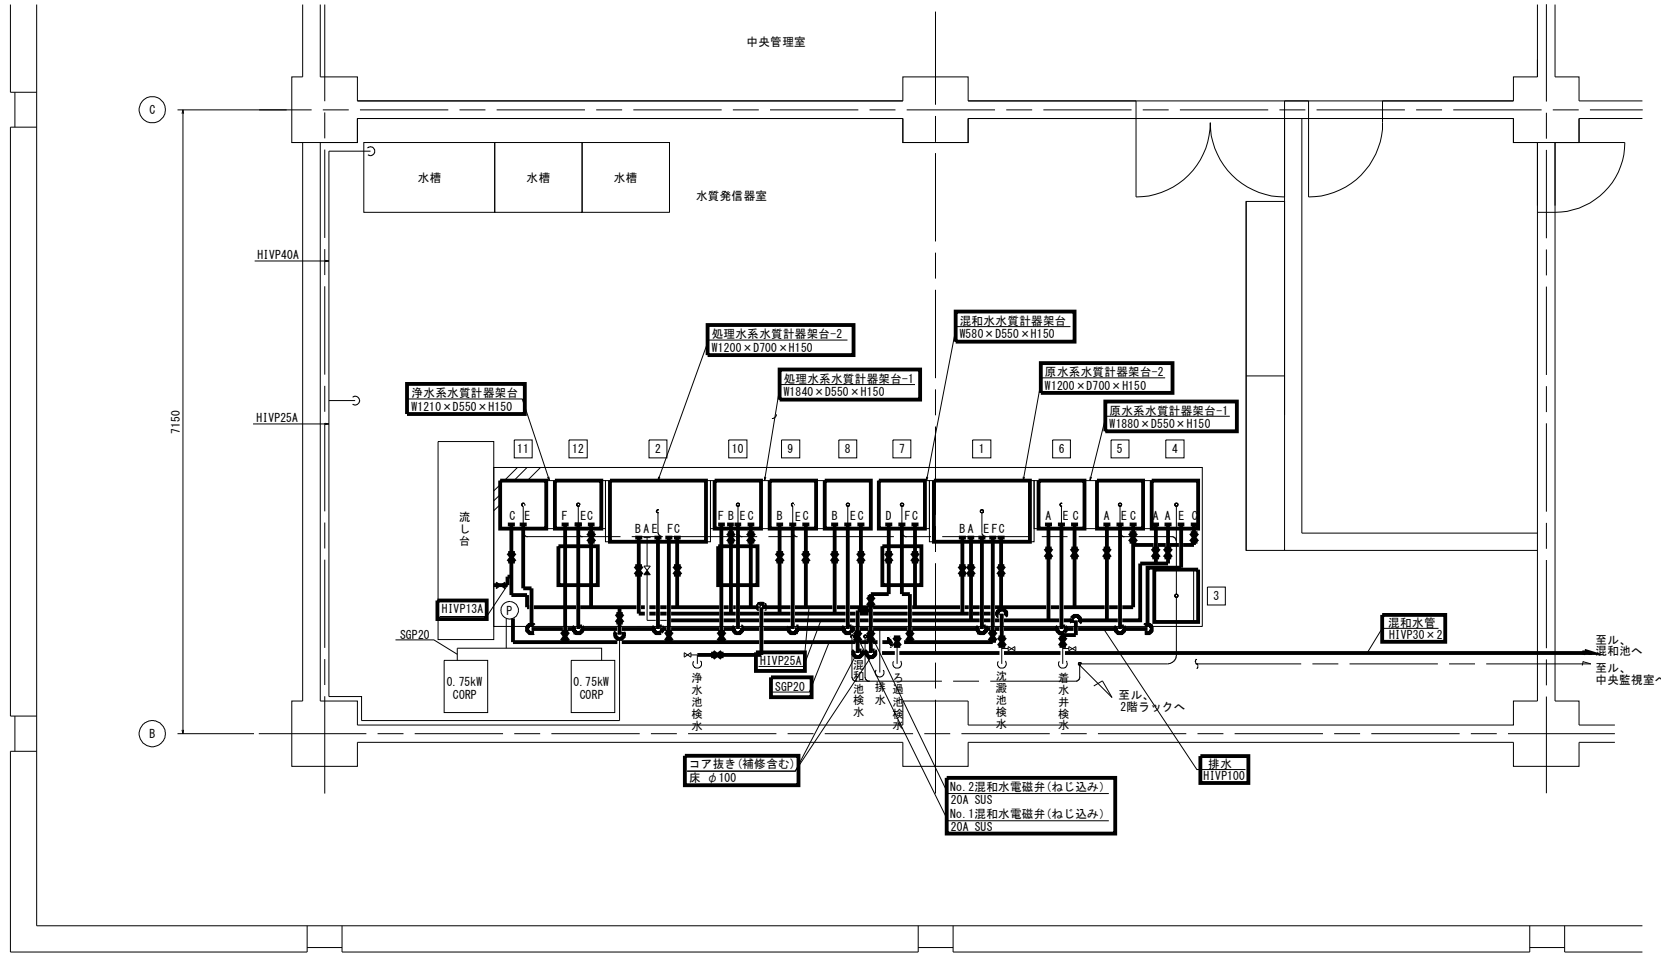 中央管理室
C
水槽
水槽
水槽
水質発信器室
HIVP40A
7150
処理水系水質計器架台-2
W1200×D700×H150
混和水水質計器架台
W580×D550×H150
処理水系水質計器架台-1
W1840×D550×H150
原水系水質計器架台-2
W1200×D700×H150
浄水系水質計器架台
W1210×D550×H150
原水系水質計器架台-1
W1880×D550×H150
HIVP25A
11
12
2
10
9
8
7
1
6
5
4
流し台
C E
F EC
BAE FC
FBEC
B EC
B EC
D FC
BA EFC
A EC
A EC
AA E C
3
HIVP13A
P
SGP20
混和水管
HIVP30×2
至ル、
混和池へ
至ル、
中央監視室へ
HIVP25A
SGP20
0.75kW
CORP
0.75kW
CORP
浄水池検水
混和池検水
排水
ろ過池検水
沈澱池検水
着水井検水
至ル、
2階ラックへ
B
コア抜き(補修含む)
床 φ100
排水
HIVP100
No.2混和水電磁弁(ねじ込み)
20A SUS
No.1混和水電磁弁(ねじ込み)
20A SUS